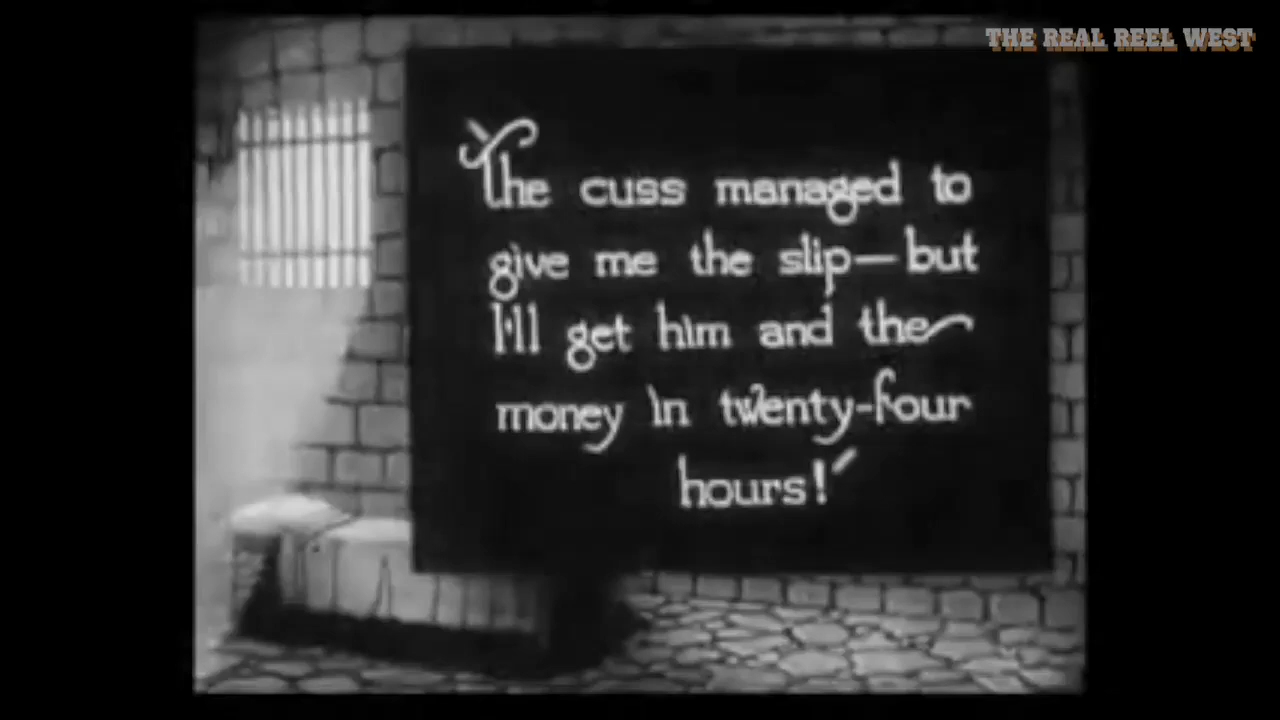 THE REAL REEL WEST
`The cuss managed to
give me the slip—but
I'll get him and the
money in twenty-four
hours!´